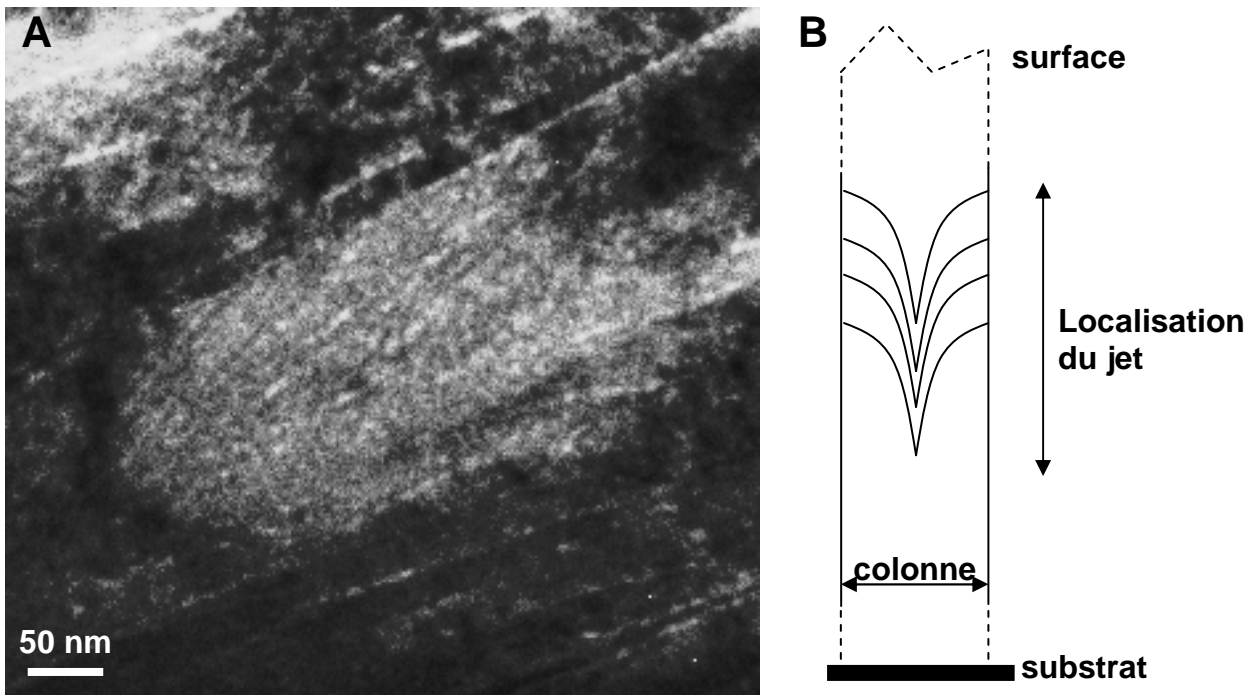 A
50 nm
B
surface
Localisation
du jet
colonne
substrat